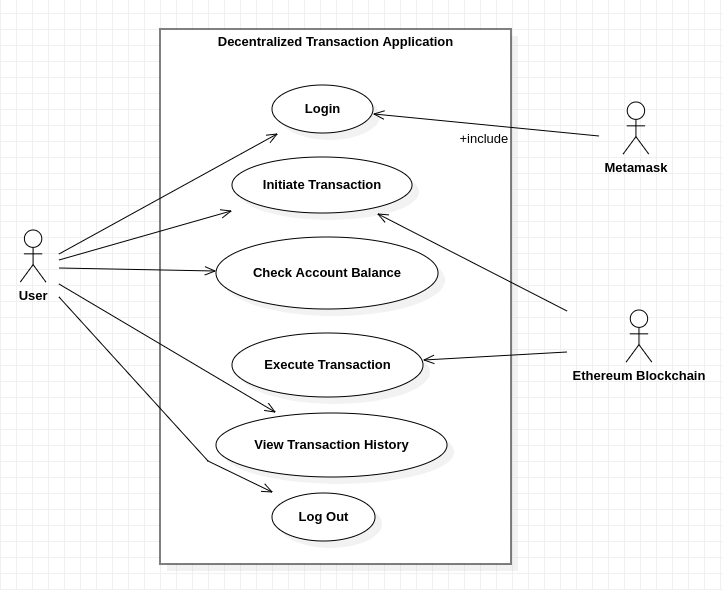 Decentralized Transaction Application
Login
+include
Metamask
Initiate Transaction
Check Account Balance
User
Execute Transaction
Ethereum Blockchain
View Transaction History
Log Out